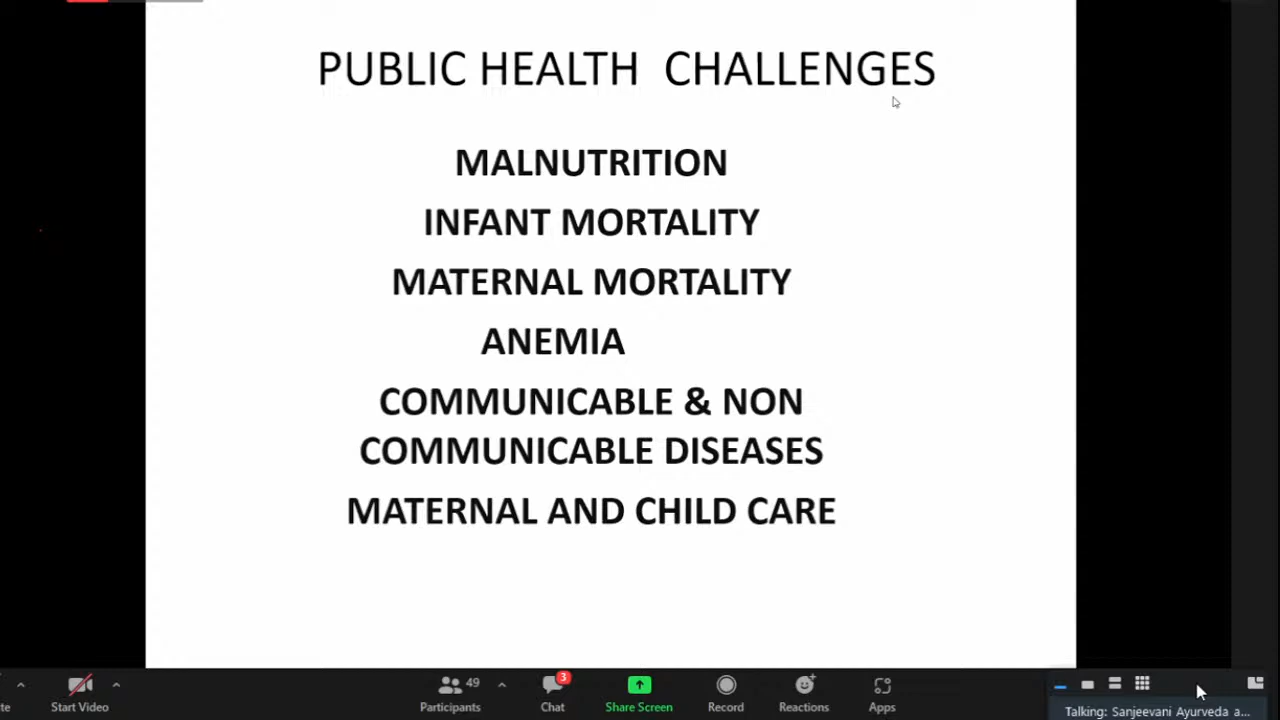 PUBLIC HEALTH CHALLENGES
MALNUTRITION
INFANT MORTALITY
MATERNAL MORTALITY
ANEMIA
COMMUNICABLE & NON
COMMUNICABLE DISEASES
MATERNAL AND CHILD CARE
49
3
te
Start Video
Participants
Chat
Share Screen
Record
Reactions
Apps
Talking: Sanjeevani Ayurveda a...